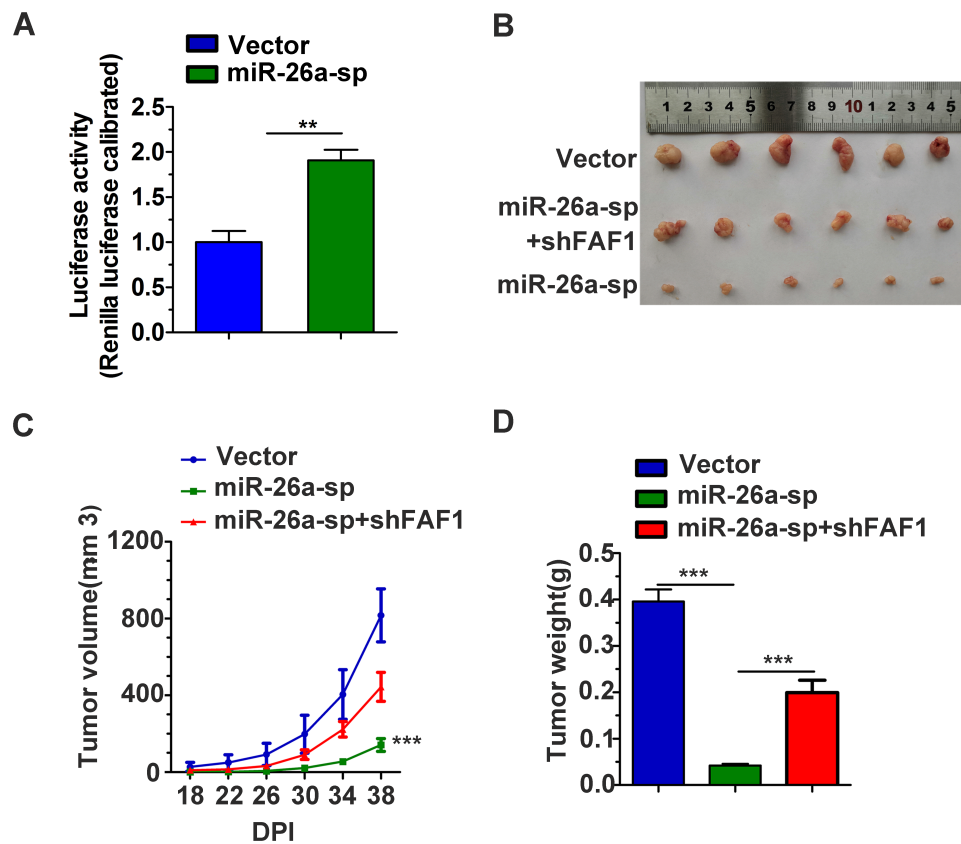 A
Vector
miR-26a-sp
Luciferase activity
(Renilla luciferase calibrated)
2.5
2.0
1.5
1.0
0.5
0.0
**
B
1 2 3 4 5 6 7 8 9 10 1 2 3 4 5
Vector
miR-26a-sp
+shFAF1
miR-26a-sp
C
Vector
miR-26a-sp
miR-26a-sp+shFAF1
Tumor volume(mm 3)
1200
800
400
0
***
18 22 26 30 34 38
DPI
D
Vector
miR-26a-sp
miR-26a-sp+shFAF1
Tumor weight(g)
0.5
0.4
0.3
0.2
0.1
0.0
***
***